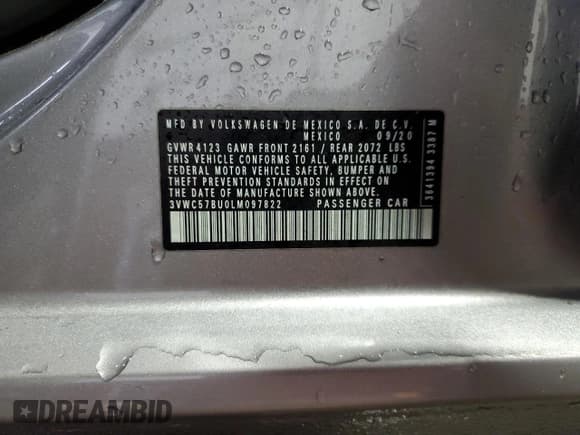 MFD BY VOLKSWAGEN DE MEXICO S.A. DE C.V.
MEXICO 09/20
GVWR 4123 GAWR FRONT 2161 / REAR 2072 LBS
THIS VEHICLE CONFORMS TO ALL APPLICABLE U.S.
FEDERAL MOTOR VEHICLE SAFETY, BUMPER AND
THEFT PREVENTION STANDARDS IN EFFECT ON
THE DATE OF MANUFACTURE SHOWN ABOVE.
3VWC57BU0LM097822 PASSENGER CAR
3641394 3387 M
DREAMBID